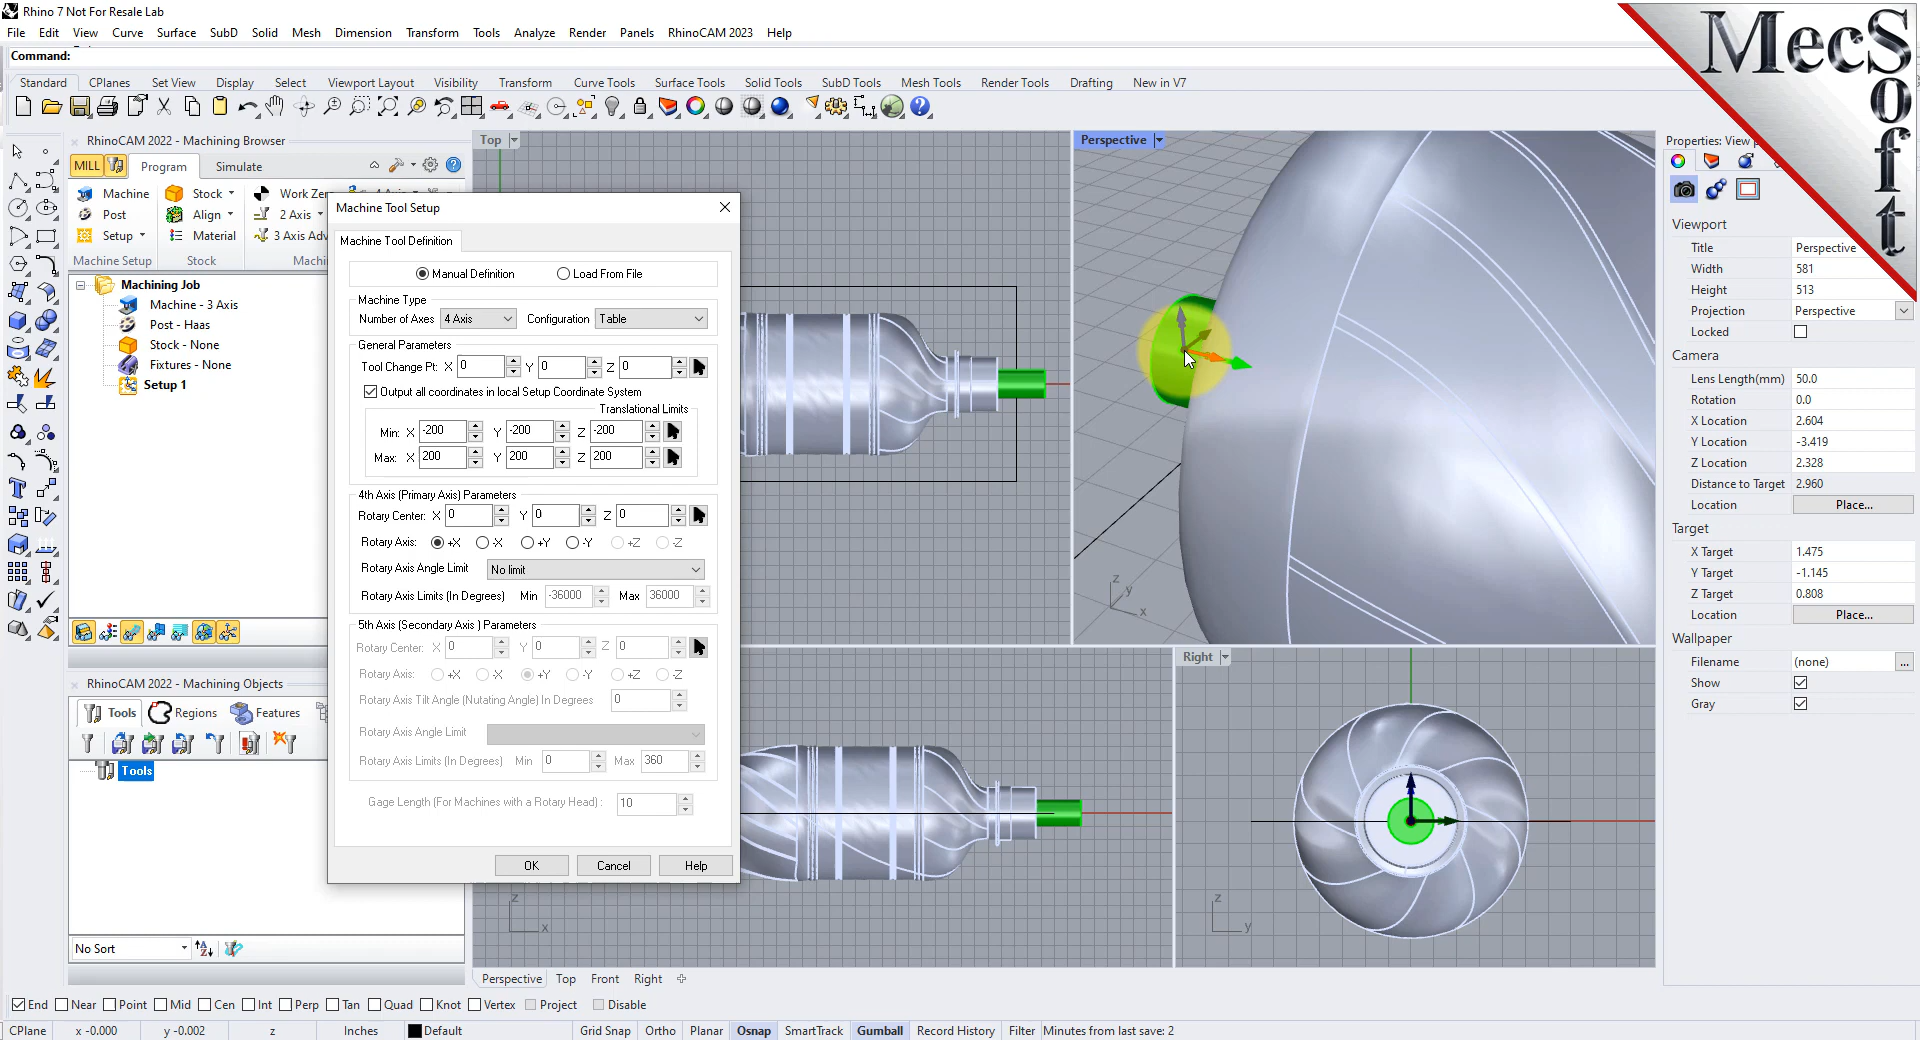 Rhino 7 Not For Resale Lab
File Edit View Curve Surface SubD Solid Mesh Dimension Transform Tools Analyze Render Panels RhinoCAM 2023 Help
Command:
Standard CPlanes Set View Display Select Viewport Layout Visibility Transform Curve Tools Surface Tools Solid Tools SubD Tools Mesh Tools Render Tools Drafting New in V7
MecSoft
RhinoCAM 2022 - Machining Browser
MILL Program Simulate
Machine Stock Work
Post Align 2 Axis
Setup Material 3 Axis
Machine Setup Stock
Machining Job
Machine - 3 Axis
Post - Haas
Stock - None
Fixtures - None
Setup 1
RhinoCAM 2022 - Machining Objects
Tools Regions Features
Tools
No Sort
Machine Tool Setup
Machine Tool Definition
Manual Definition Load From File
Machine Type
Number of Axes 4 Axis Configuration Table
General Parameters
Tool Change Pt: X 0 Y 0 Z 0
Output all coordinates in local Setup Coordinate System
Translational Limits
Min: X -200 Y -200 Z -200
Max: X 200 Y 200 Z 200
4th Axis (Primary Axis) Parameters
Rotary Center: X 0 Y 0 Z 0
Rotary Axis: +X -X +Y -Y +Z -Z
Rotary Axis Angle Limit No limit
Rotary Axis Limits (In Degrees) Min -36000 Max 36000
5th Axis (Secondary Axis ) Parameters
Rotary Center: X 0 Y 0 Z 0
Rotary Axis: +X -X +Y -Y +Z -Z
Rotary Axis Tilt Angle (Nutating Angle) In Degrees 0
Rotary Axis Angle Limit
Rotary Axis Limits (In Degrees) Min 0 Max 360
Gage Length (For Machines with a Rotary Head) : 10
OK Cancel Help
Top
Perspective
z y x
z x
Right
z y
Perspective Top Front Right
Properties: View
Viewport
Title Perspective
Width 581
Height 513
Projection Perspective
Locked
Camera
Lens Length(mm) 50.0
Rotation 0.0
X Location 2.604
Y Location -3.419
Z Location 2.328
Distance to Target 2.960
Location Place...
Target
X Target 1.475
Y Target -1.145
Z Target 0.808
Location Place...
Wallpaper
Filename (none) ...
Show
Gray
End Near Point Mid Cen Int Perp Tan Quad Knot Vertex Project Disable
CPlane x -0.000 y -0.002 z Inches Default Grid Snap Ortho Planar Osnap SmartTrack Gumball Record History Filter Minutes from last save: 2